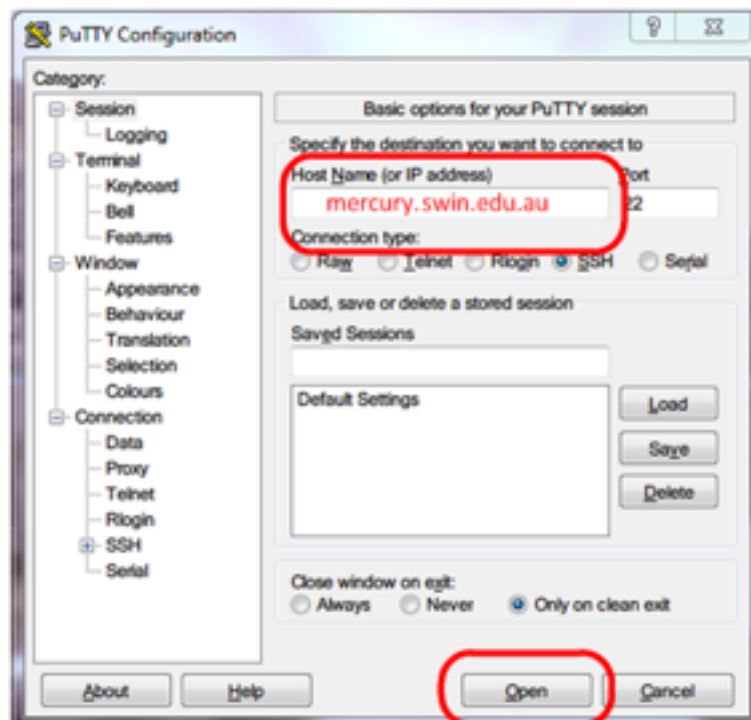 PuTTY Configuration
Category:
Session
Logging
Terminal
Keyboard
Bell
Features
Window
Appearance
Behaviour
Translation
Selection
Colours
Connection
Data
Proxy
Telnet
Rlogin
SSH
Serial
Basic options for your PuTTY session
Specify the destination you want to connect to
Host Name (or IP address) Port
mercury.swin.edu.au 22
Connection type:
Raw Telnet Rlogin SSH Serial
Load, save or delete a stored session
Saved Sessions
Default Settings
Load
Save
Delete
Close window on exit:
Always Never Only on clean exit
About Help Open Cancel